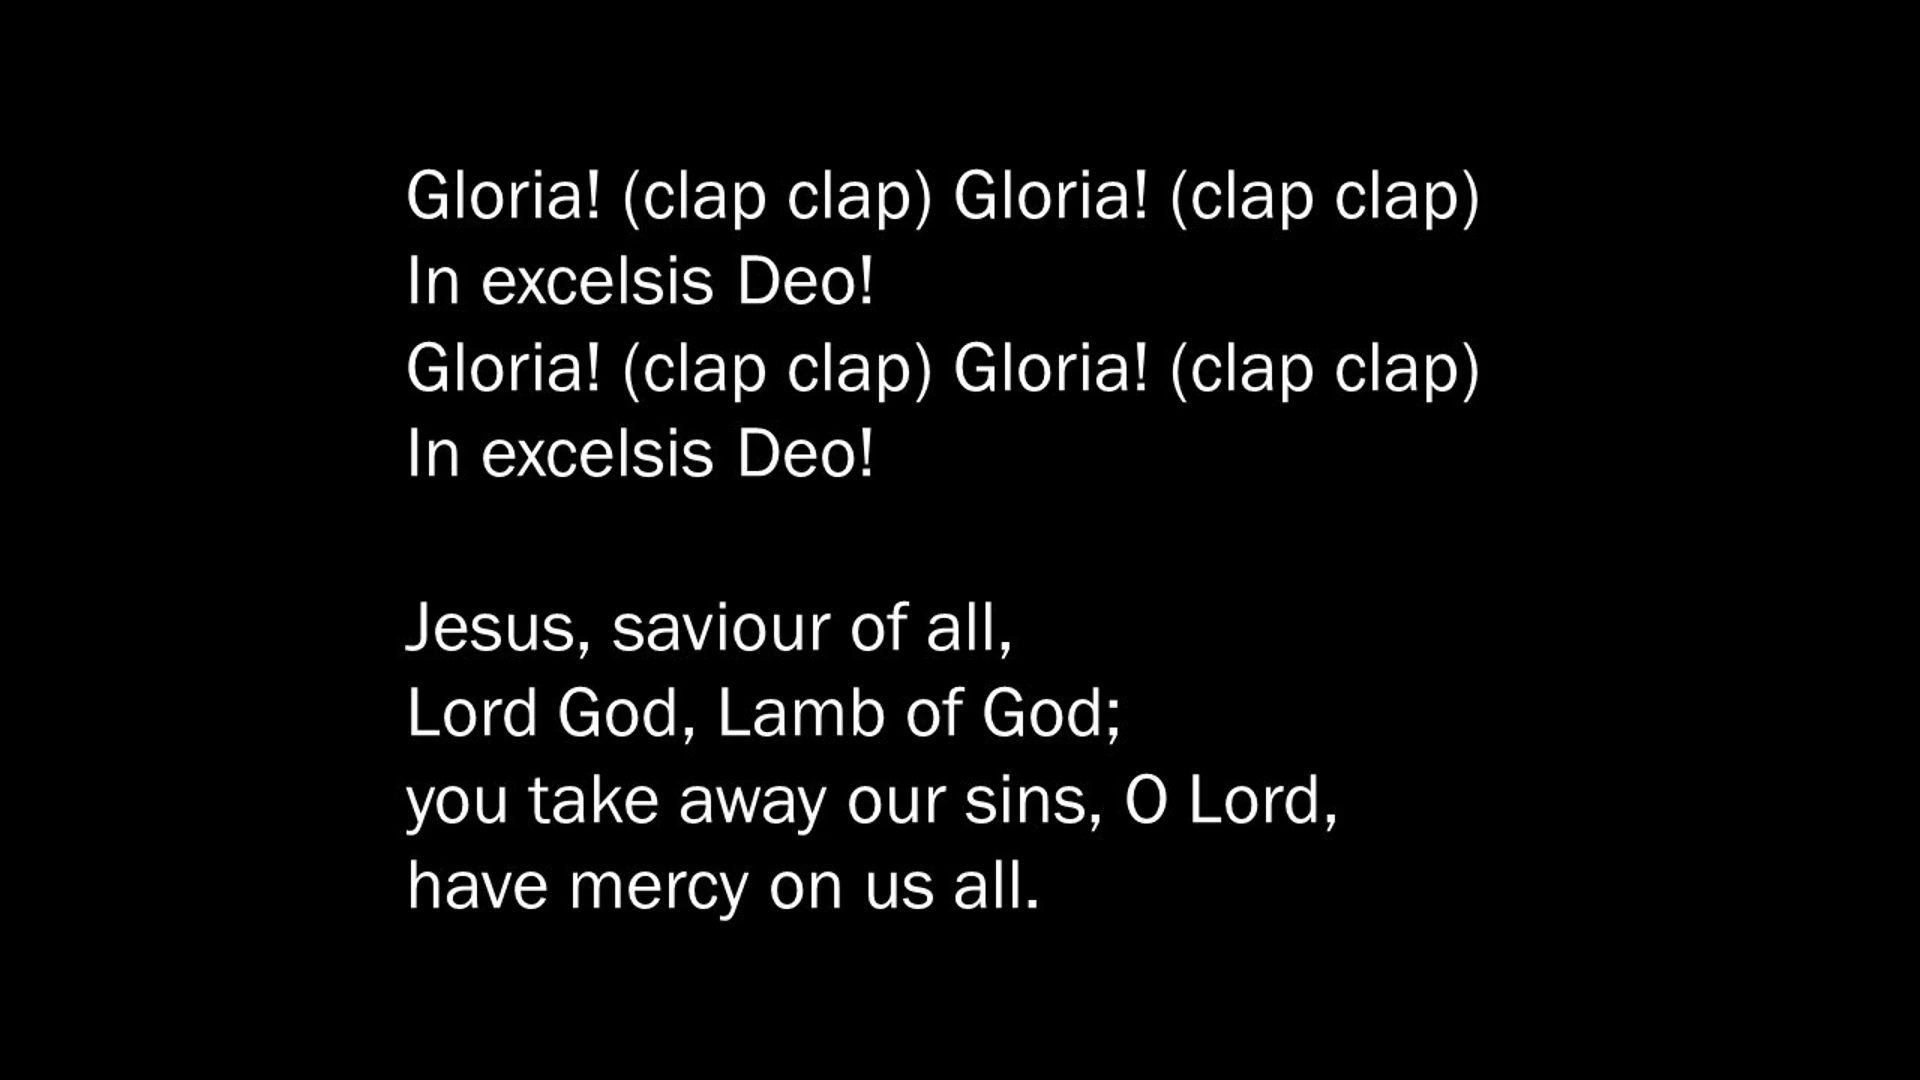 Gloria! (clap clap) Gloria! (clap clap)
In excelsis Deo!
Gloria! (clap clap) Gloria! (clap clap)
In excelsis Deo!
Jesus, saviour of all,
Lord God, Lamb of God;
you take away our sins, O Lord,
have mercy on us all.